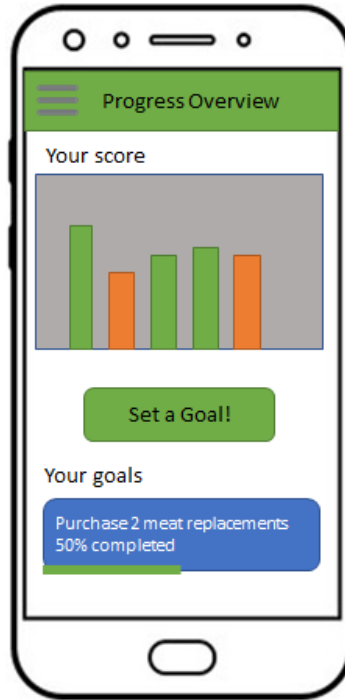 Progress Overview
Your score
Set a Goal!
Your goals
Purchase 2 meat replacements
50% completed